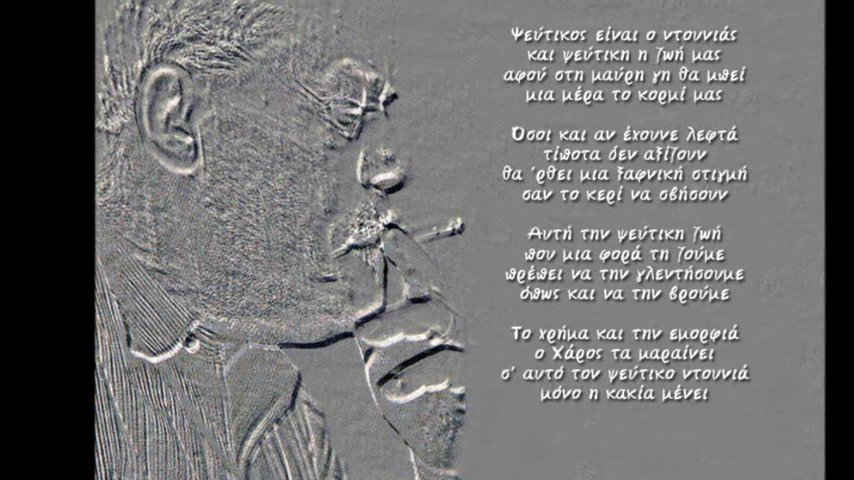 Ψεύτικος είναι ο ντουνιάς
και ψεύτικη η ζωή μας
αφού στη μαύρη γη θα μπεί
μια μέρα το κορμί μας
Όσοι και αν έχουνε λεφτά
τίποτα δεν αξίζουν
θα 'ρθει μια ξαφνική στιγμή
σαν το κερί να σβήσουν
Αυτή την ψεύτικη ζωή
που μια φορά τη ζούμε
πρέπει να την γλεντήσουμε
όπως και να την βρούμε
Το χρήμα και την εμορφιά
ο Χάρος τα μαραίνει
σ' αυτό τον ψεύτικο ντουνιά
μόνο η κακία μένει